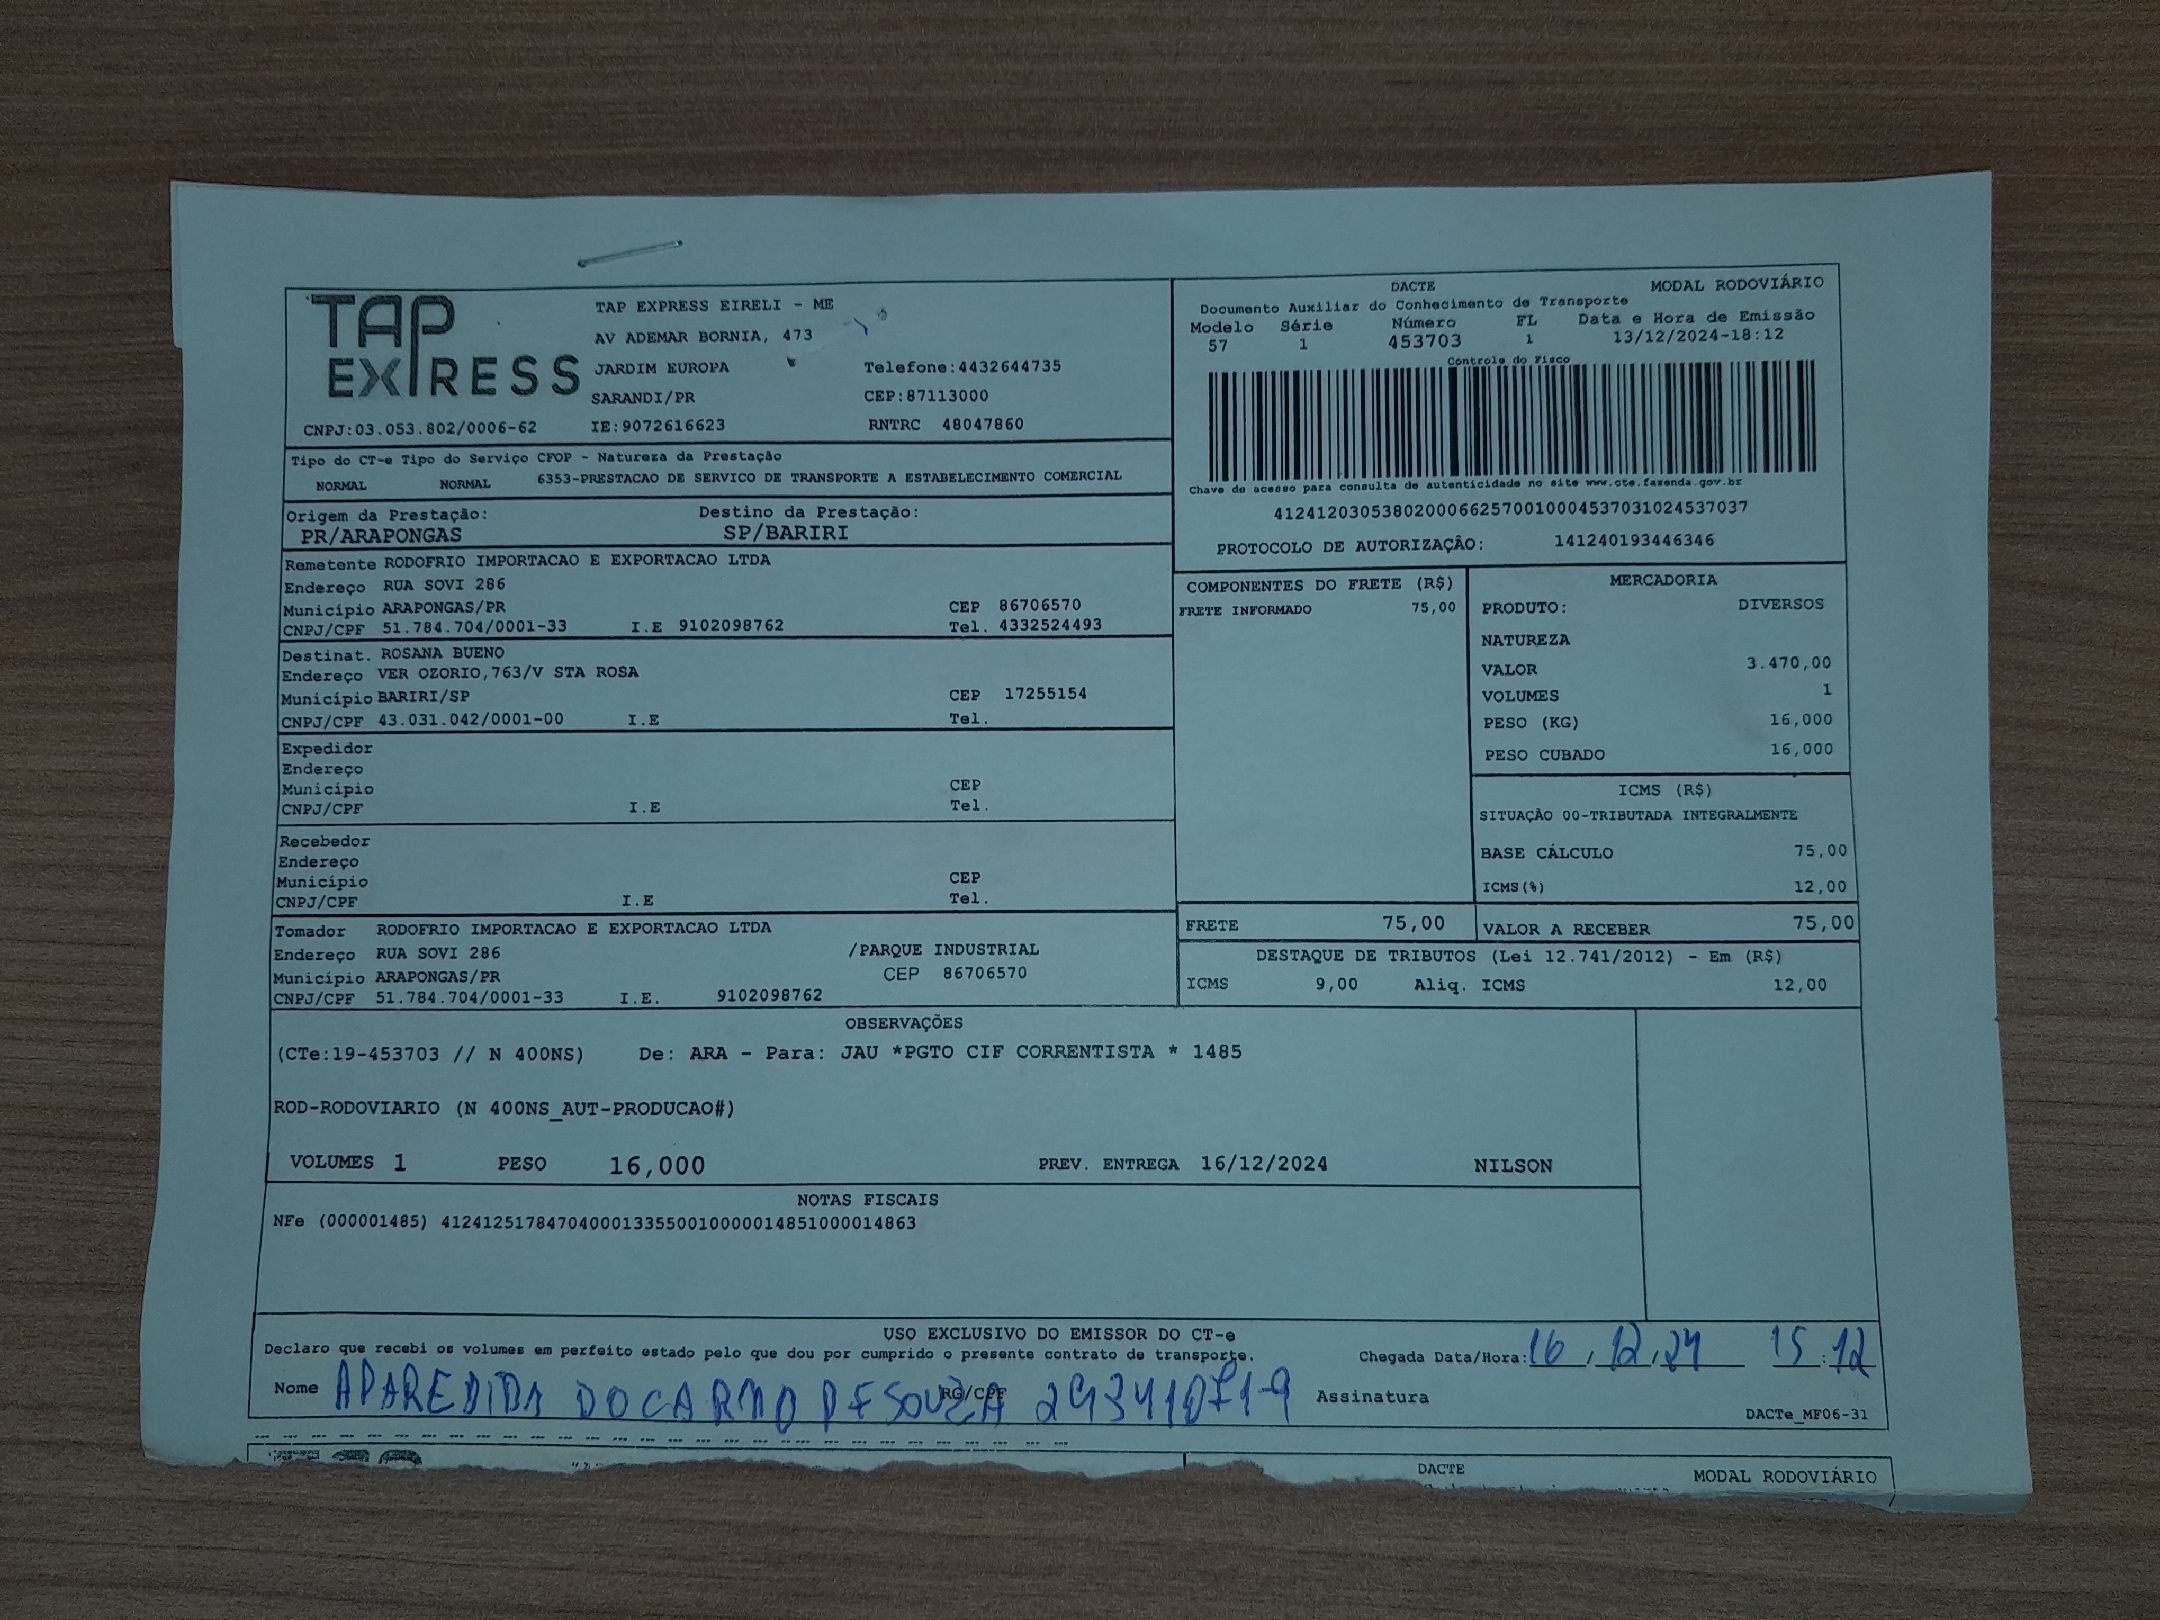 TAP EXPRESS
TAP EXPRESS EIRELI - ME
AV ADEMAR BORNIA, 473
JARDIM EUROPA Telefone:4432644735
SARANDI/PR CEP:87113000
CNPJ:03.053.802/0006-62 IE:9072616623 RNTRC 48047860
DACTE MODAL RODOVIÁRIO
Documento Auxiliar do Conhecimento de Transporte
Modelo Série Número FL Data e Hora de Emissão
57 1 453703 1 13/12/2024-18:12
Controle do Fisco
Chave de acesso para consulta de autenticidade no site www.cte.fazenda.gov.br
41241203053802000662570010004537031024537037
PROTOCOLO DE AUTORIZAÇÃO: 141240193446346
Tipo do CT-e Tipo do Serviço CFOP - Natureza da Prestação
NORMAL NORMAL 6353-PRESTACAO DE SERVICO DE TRANSPORTE A ESTABELECIMENTO COMERCIAL
Origem da Prestação: Destino da Prestação:
PR/ARAPONGAS SP/BARIRI
Remetente RODOFRIO IMPORTACAO E EXPORTACAO LTDA
Endereço RUA SOVI 286
Município ARAPONGAS/PR CEP 86706570
CNPJ/CPF 51.784.704/0001-33 I.E 9102098762 Tel. 4332524493
Destinat. ROSANA BUENO
Endereço VER OZORIO,763/V STA ROSA
Município BARIRI/SP CEP 17255154
CNPJ/CPF 43.031.042/0001-00 I.E Tel.
Expedidor
Endereço
Município CEP
CNPJ/CPF I.E Tel.
Recebedor
Endereço
Município CEP
CNPJ/CPF I.E Tel.
Tomador RODOFRIO IMPORTACAO E EXPORTACAO LTDA
Endereço RUA SOVI 286 /PARQUE INDUSTRIAL
Município ARAPONGAS/PR CEP 86706570
CNPJ/CPF 51.784.704/0001-33 I.E. 9102098762
COMPONENTES DO FRETE (R$)
FRETE INFORMADO 75,00
MERCADORIA
PRODUTO: DIVERSOS
NATUREZA
VALOR 3.470,00
VOLUMES 1
PESO (KG) 16,000
PESO CUBADO 16,000
ICMS (R$)
SITUAÇÃO 00-TRIBUTADA INTEGRALMENTE
BASE CÁLCULO 75,00
ICMS(%) 12,00
FRETE 75,00 VALOR A RECEBER 75,00
DESTAQUE DE TRIBUTOS (Lei 12.741/2012) - Em (R$)
ICMS 9,00 Aliq. ICMS 12,00
OBSERVAÇÕES
(CTe:19-453703 // N 400NS) De: ARA - Para: JAU *PGTO CIF CORRENTISTA * 1485
ROD-RODOVIARIO (N 400NS_AUT-PRODUCAO#)
VOLUMES 1 PESO 16,000 PREV. ENTREGA 16/12/2024 NILSON
NOTAS FISCAIS
NFe (000001485) 41241251784704000133550010000014851000014863
USO EXCLUSIVO DO EMISSOR DO CT-e
Declaro que recebi os volumes em perfeito estado pelo que dou por cumprido o presente contrato de transporte. Chegada Data/Hora: 16,12,24 15:12
Nome APAREDIDA DO CARMO DE SOUZA RG/CPF Assinatura
DACTe_MF06-31
DACTE MODAL RODOVIÁRIO